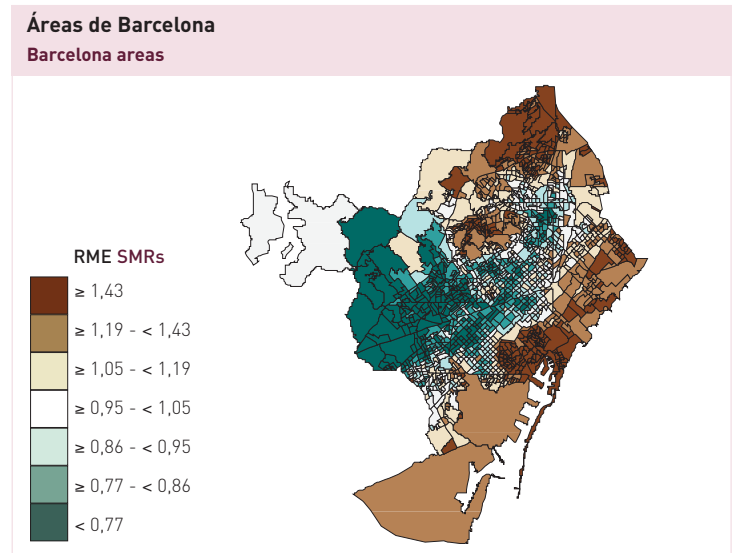 Áreas de Barcelona
Barcelona areas
RME SMRs
≥ 1,43
≥ 1,19 - < 1,43
≥ 1,05 - < 1,19
≥ 0,95 - < 1,05
≥ 0,86 - < 0,95
≥ 0,77 - < 0,86
< 0,77